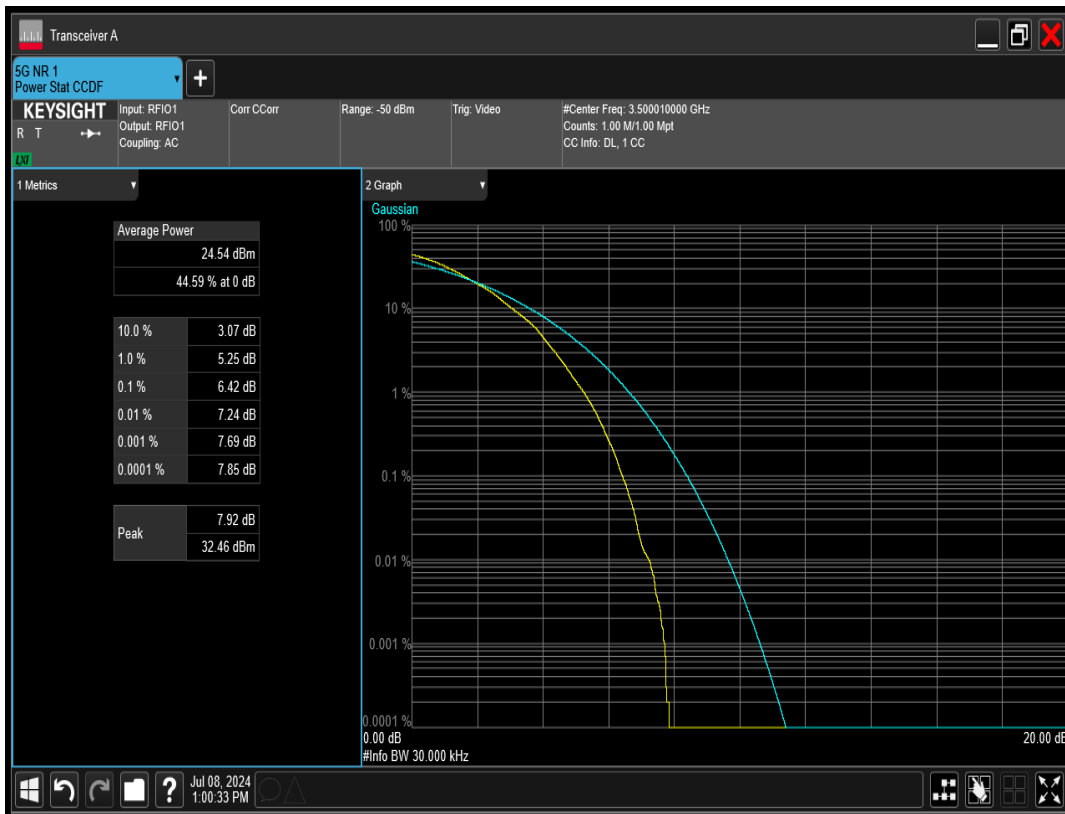 Transceiver A
5G NR 1
Power Stat CCDF
+
KEYSIGHT
R T
LXI
Input: RFIO1
Output: RFIO1
Coupling: AC
Corr CCorr
Range: -50 dBm
Trig: Video
#Center Freq: 3.500010000 GHz
Counts: 1.00 M/1.00 Mpt
CC Info: DL, 1 CC
1 Metrics
Average Power
24.54 dBm
44.59 % at 0 dB
10.0 % 3.07 dB
1.0 % 5.25 dB
0.1 % 6.42 dB
0.01 % 7.24 dB
0.001 % 7.69 dB
0.0001 % 7.85 dB
Peak
7.92 dB
32.46 dBm
2 Graph
Gaussian
100 %
10 %
1 %
0.1 %
0.01 %
0.001 %
0.0001 %
0.00 dB
20.00 dB
#Info BW 30.000 kHz
?
Jul 08, 2024
1:00:33 PM